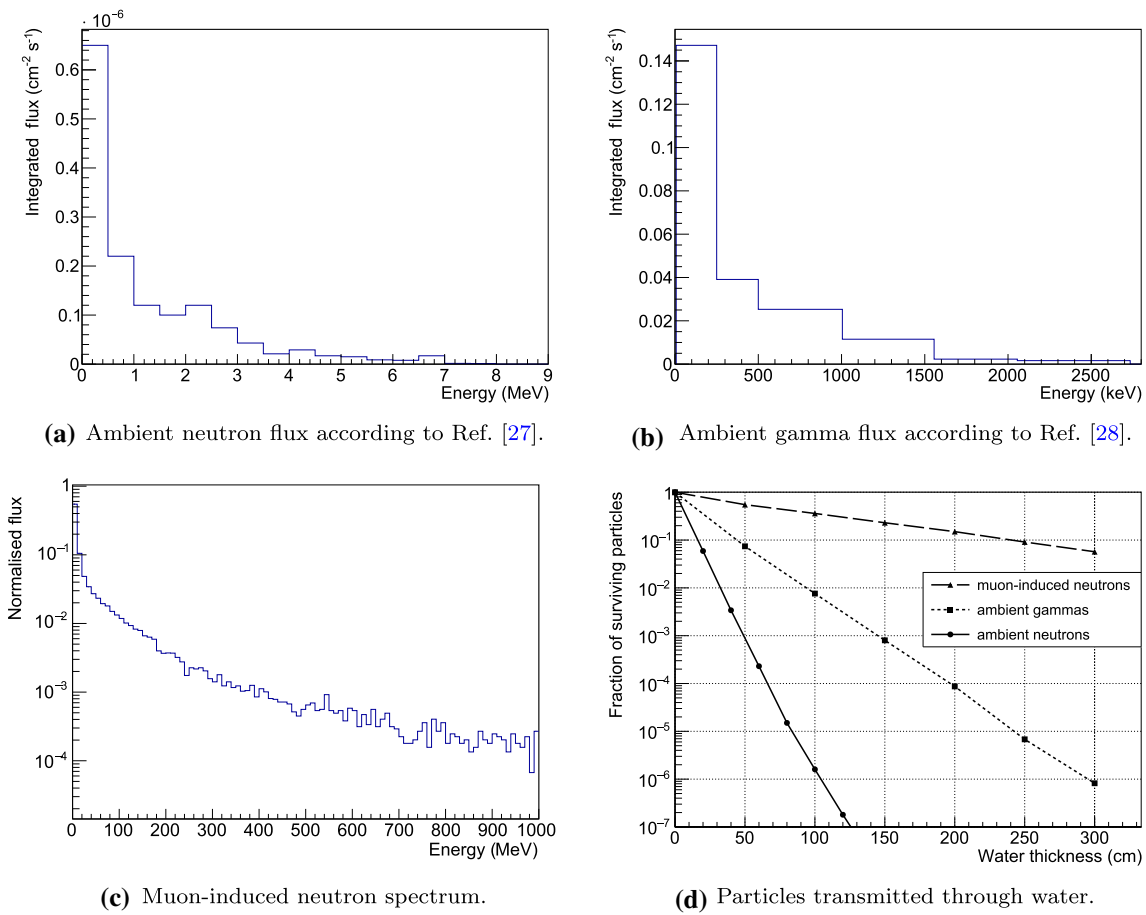 · 10⁻⁶
Integrated flux (cm⁻² s⁻¹)
0.6
0.5
0.4
0.3
0.2
0.1
0
0 1 2 3 4 5 6 7 8 9
Energy (MeV)
(a) Ambient neutron flux according to Ref. [27].
Integrated flux (cm⁻² s⁻¹)
0.14
0.12
0.1
0.08
0.06
0.04
0.02
0
0 500 1000 1500 2000 2500
Energy (keV)
(b) Ambient gamma flux according to Ref. [28].
Normalised flux
1
10⁻¹
10⁻²
10⁻³
10⁻⁴
0 100 200 300 400 500 600 700 800 900 1000
Energy (MeV)
(c) Muon-induced neutron spectrum.
Fraction of surviving particles
1
10⁻¹
10⁻²
10⁻³
10⁻⁴
10⁻⁵
10⁻⁶
10⁻⁷
muon-induced neutrons
ambient gammas
ambient neutrons
0 50 100 150 200 250 300
Water thickness (cm)
(d) Particles transmitted through water.